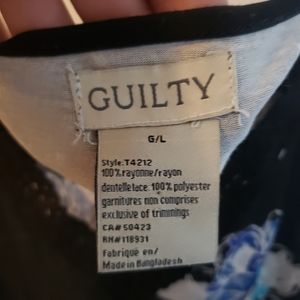 GUILTY
G/L
Style:T4212
100% rayonne/rayon
dentelle lace: 100% polyester
garnitures non comprises
exclusive of trimmings
CA# 50423
RN# 118931
Fabrique en/
Made in Bangladesh